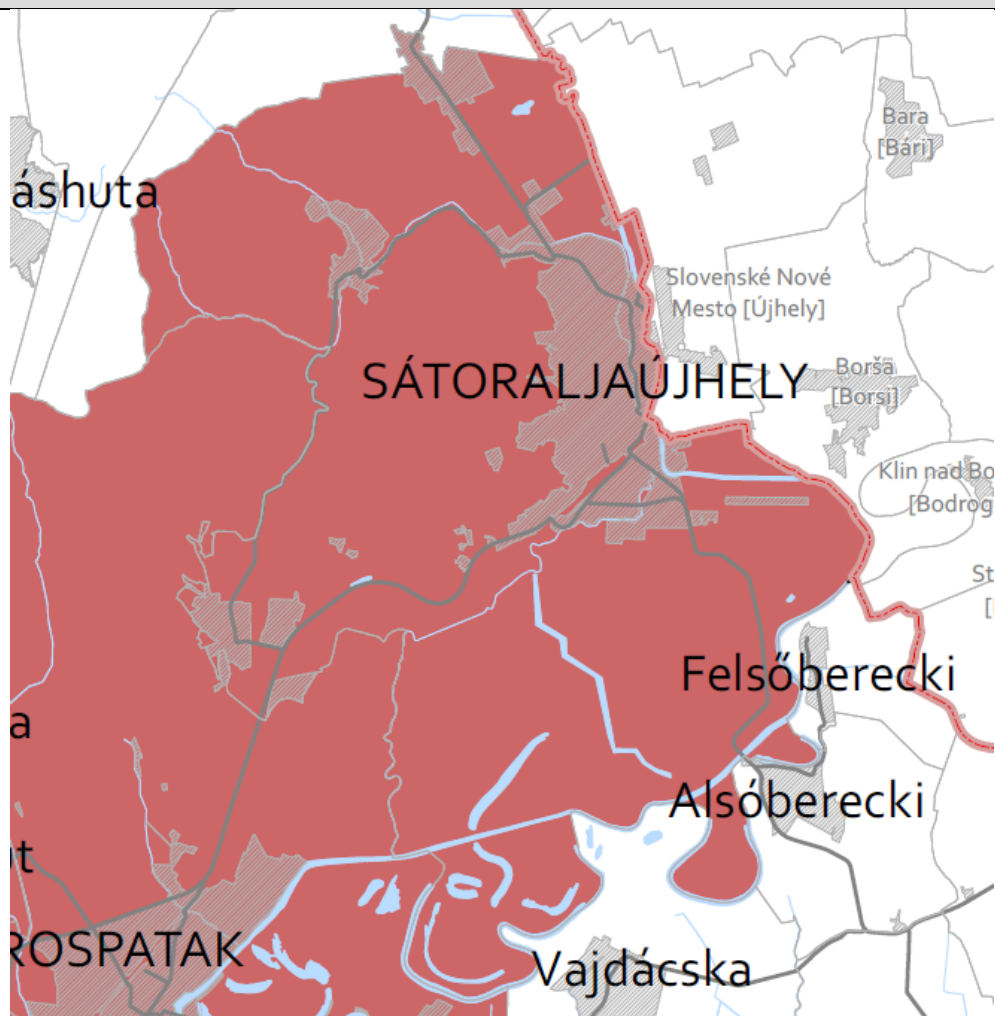 Bara
[Bári]
áshuta
Slovenské Nové
Mesto [Újhely]
SÁTORALJAÚJHELY
Borša
[Borsi]
Klin nad Bo
[Bodrog
St
[
Felsőberecki
a
Alsóberecki
t
ROSPATAK
Vajdácska